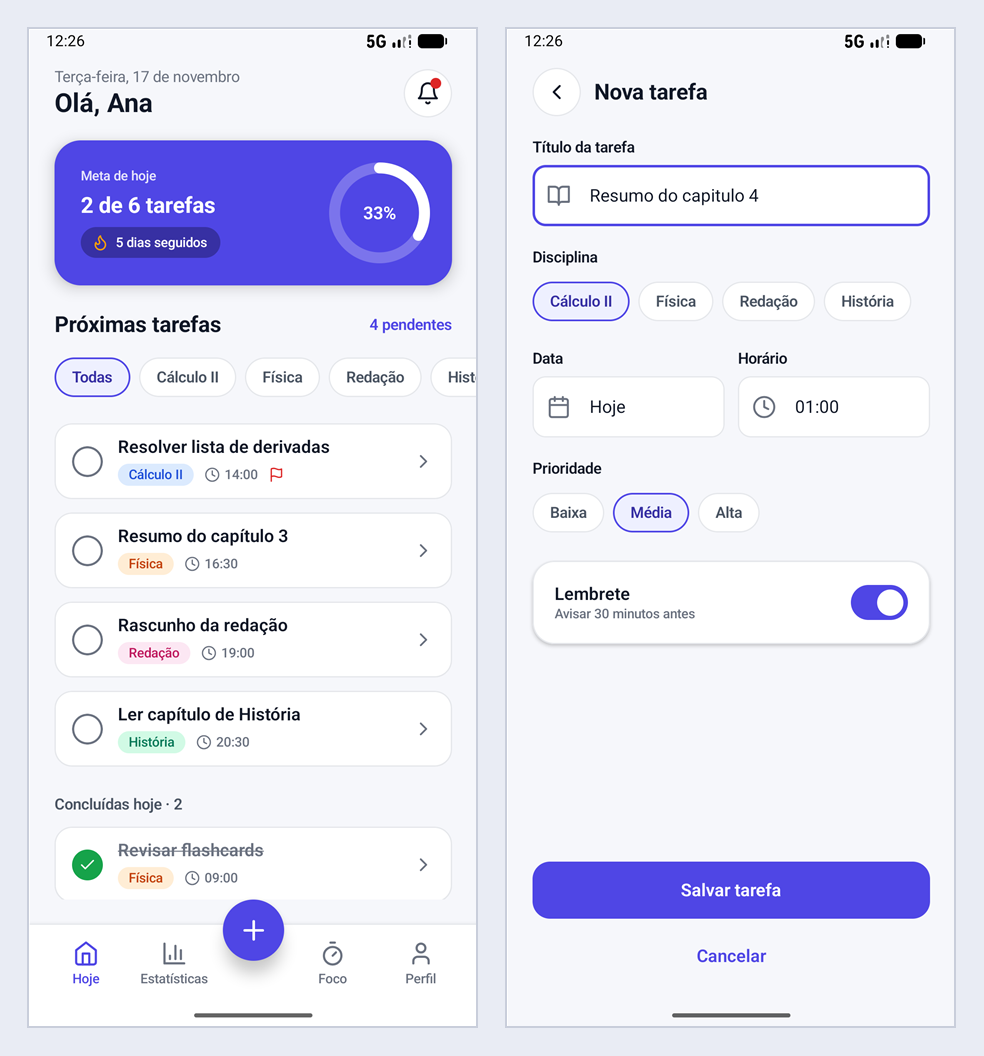 12:26
5G
Terça-feira, 17 de novembro
Olá, Ana
Meta de hoje
2 de 6 tarefas
5 dias seguidos
33%
Próximas tarefas
4 pendentes
Todas Cálculo II Física Redação Hist
Resolver lista de derivadas
Cálculo II 14:00
Resumo do capítulo 3
Física 16:30
Rascunho da redação
Redação 19:00
Ler capítulo de História
História 20:30
Concluídas hoje · 2
Revisar flashcards
Física 09:00
Hoje Estatísticas Foco Perfil
12:26
5G
Nova tarefa
Título da tarefa
Resumo do capitulo 4
Disciplina
Cálculo II Física Redação História
Data Horário
Hoje 01:00
Prioridade
Baixa Média Alta
Lembrete
Avisar 30 minutos antes
Salvar tarefa
Cancelar